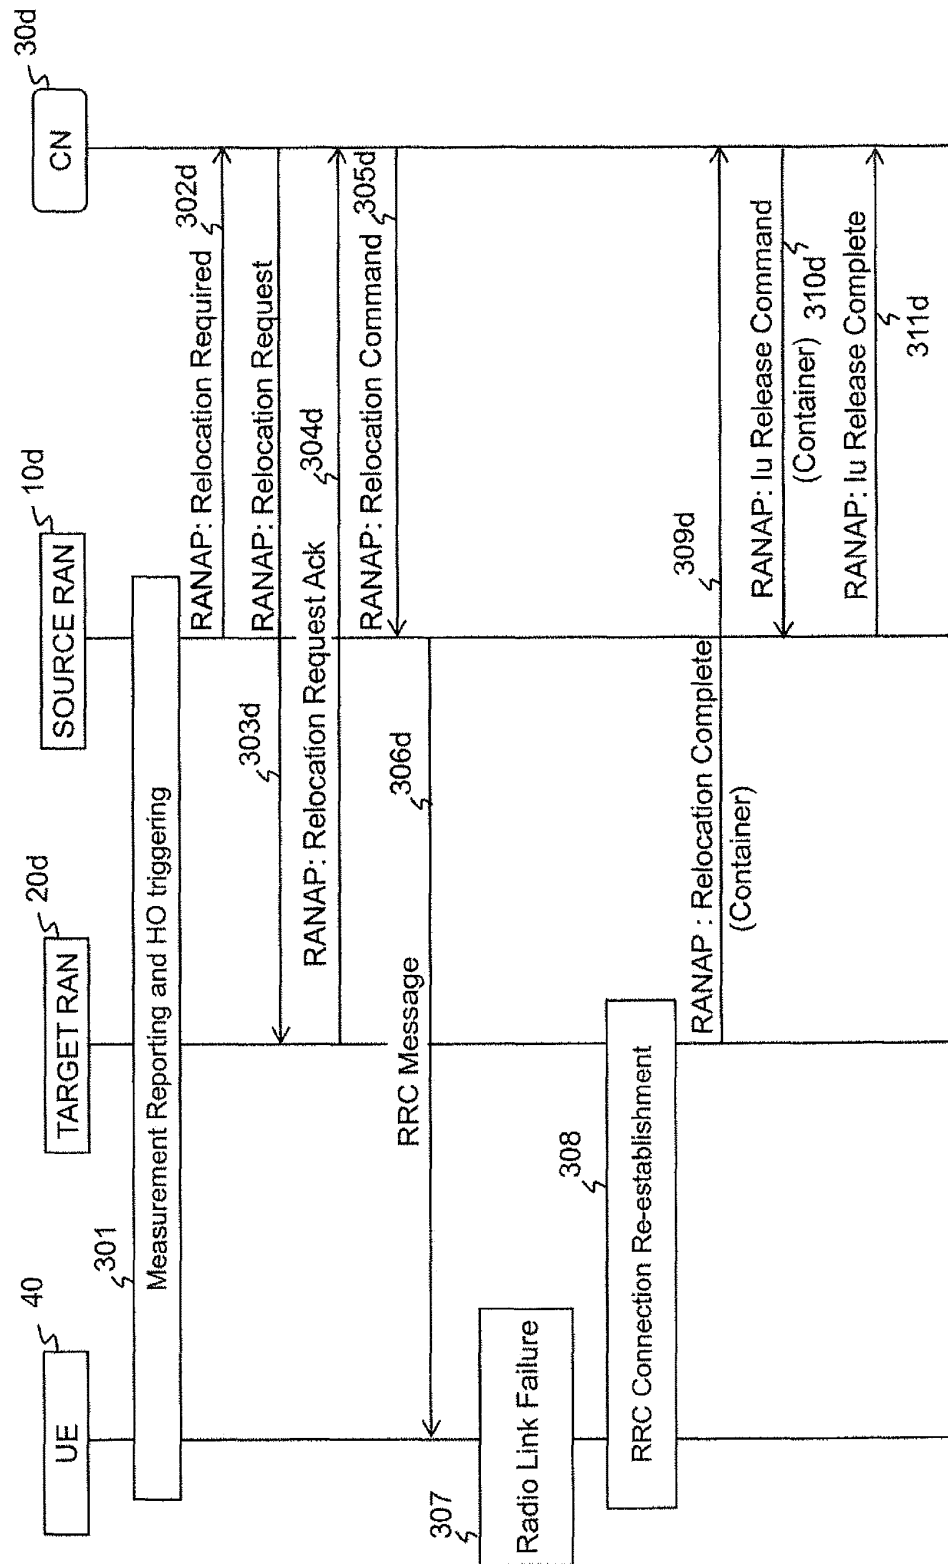 UE
40
TARGET RAN
20d
SOURCE RAN
10d
CN
30d
301
Measurement Reporting and HO triggering
RANAP: Relocation Required
302d
RANAP: Relocation Request
303d
RANAP: Relocation Request Ack
304d
RANAP: Relocation Command
305d
RRC Message
306d
307
Radio Link Failure
308
RRC Connection Re-establishment
RANAP : Relocation Complete
(Container)
309d
RANAP: Iu Release Command
(Container)
310d
RANAP: Iu Release Complete
311d